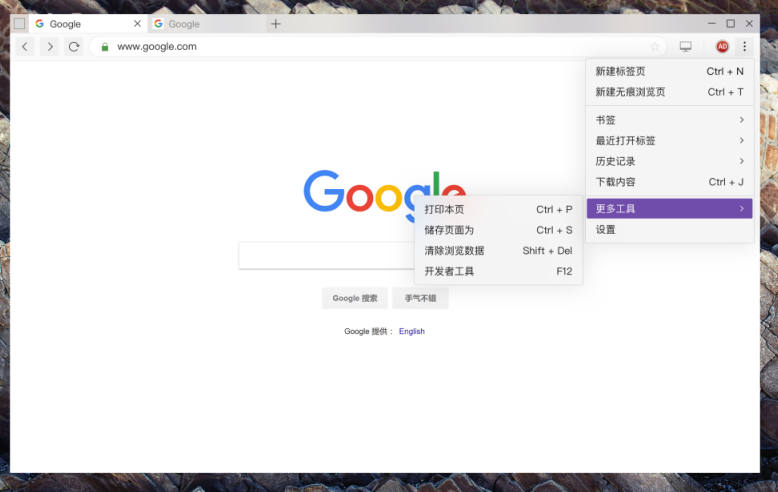 Google
Google
www.google.com
AD
新建标签页 Ctrl + N
新建无痕浏览页 Ctrl + T
书签
最近打开标签
历史记录
下载内容 Ctrl + J
更多工具
设置
Google
打印本页 Ctrl + P
储存页面为 Ctrl + S
清除浏览数据 Shift + Del
开发者工具 F12
Google 搜索
手气不错
Google 提供： English